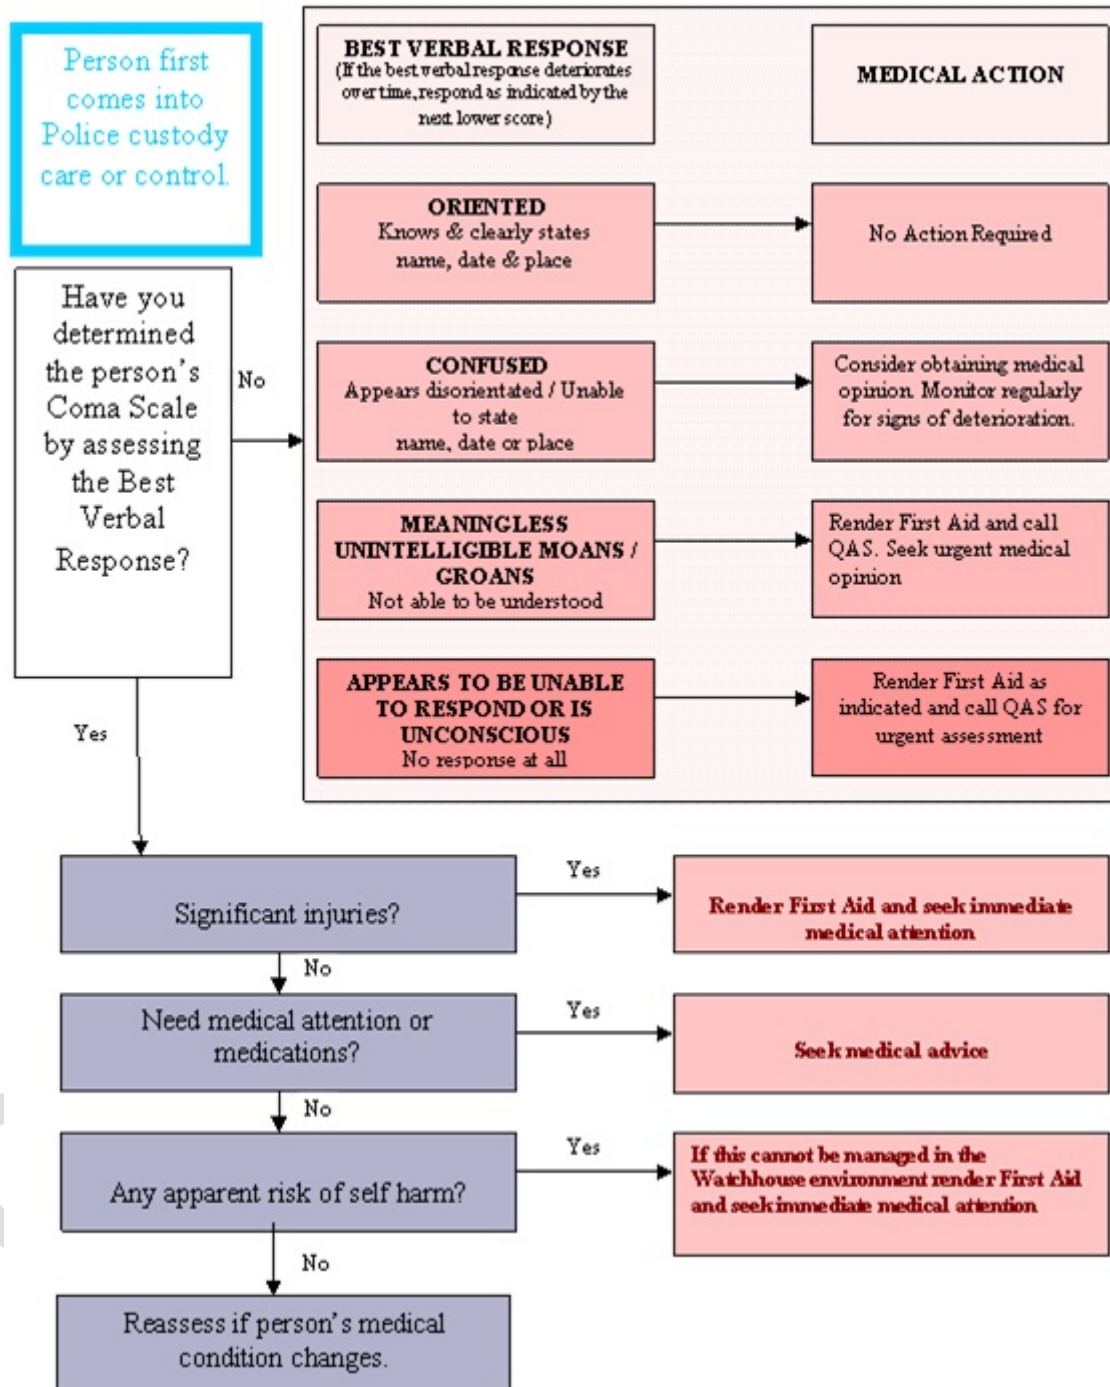 Person first
comes into
Police custody
care or control.
BEST VERBAL RESPONSE
(If the best verbal response deteriorates
over time, respond as indicated by the
next lower score)
MEDICAL ACTION
ORIENTED
Knows & clearly states
name, date & place
No Action Required
Have you
determined
the person's
Coma Scale
by assessing
the Best
Verbal
Response?
No
CONFUSED
Appears disorientated / Unable
to state
name, date or place
Consider obtaining medical
opinion. Monitor regularly
for signs of deterioration.
MEANINGLESS
UNINTELLIGIBLE MOANS /
GROANS
Not able to be understood
Render First Aid and call
QAS. Seek urgent medical
opinion
APPEARS TO BE UNABLE
TO RESPOND OR IS
UNCONSCIOUS
No response at all
Render First Aid as
indicated and call QAS for
urgent assessment
Yes
Significant injuries?
Yes
Render First Aid and seek immediate
medical attention
No
Need medical attention or
medications?
Yes
Seek medical advice
No
Any apparent risk of self harm?
Yes
If this cannot be managed in the
Watchhouse environment render First Aid
and seek immediate medical attention
No
Reassess if person's medical
condition changes.